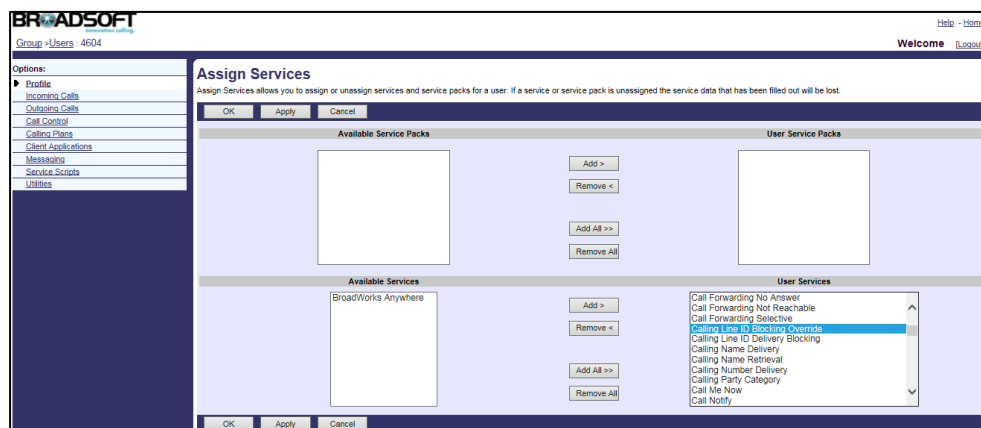 BROADSOFT
Innovation calling.
Help - Home
Group >Users : 4604
Welcome [Logout
Options:
Profile
Incoming Calls
Outgoing Calls
Call Control
Calling Plans
Client Applications
Messaging
Service Scripts
Utilities
Assign Services
Assign Services allows you to assign or unassign services and service packs for a user. If a service or service pack is unassigned the service data that has been filled out will be lost.
OK Apply Cancel
Available Service Packs User Service Packs
Add >
Remove <
Add All >>
Remove All
Available Services User Services
BroadWorks Anywhere
Add >
Remove <
Add All >>
Remove All
Call Forwarding No Answer
Call Forwarding Not Reachable
Call Forwarding Selective
Calling Line ID Blocking Override
Calling Line ID Delivery Blocking
Calling Name Delivery
Calling Name Retrieval
Calling Number Delivery
Calling Party Category
Call Me Now
Call Notify
OK Apply Cancel